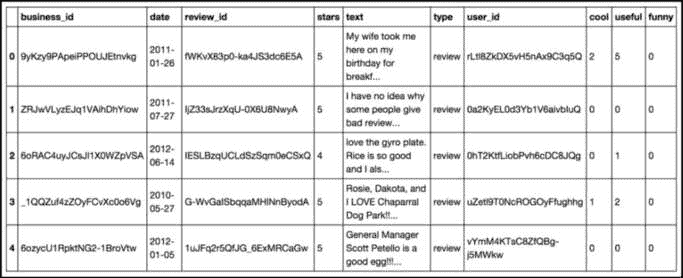 business_id date review_id stars text type user_id cool useful funny
0 9yKzy9PApeiPPOUJEtnvkg 2011-01-26 fWKvX83p0-ka4JS3dc6E5A 5 My wife took me here on my birthday for breakf... review rLtl8ZkDX5vH5nAx9C3q5Q 2 5 0
1 ZRJwVLyzEJq1VAihDhYiow 2011-07-27 IjZ33sJrzXqU-0X6U8NwyA 5 I have no idea why some people give bad review... review 0a2KyEL0d3Yb1V6aivbIuQ 0 0 0
2 6oRAC4uyJCsJl1X0WZpVSA 2012-06-14 IESLBzqUCLdSzSqm0eCSxQ 4 love the gyro plate. Rice is so good and I als... review 0hT2KtfLiobPvh6cDC8JQg 0 1 0
3 _1QQZuf4zZOyFCvXc0o6Vg 2010-05-27 G-WvGaISbqqaMHlNnByodA 5 Rosie, Dakota, and I LOVE Chaparral Dog Park!!... review uZetl9T0NcROGOyFfughhg 1 2 0
4 6ozycU1RpktNG2-1BroVtw 2012-01-05 1uJFq2r5QfJG_6ExMRCaGw 5 General Manager Scott Petello is a good egg!!!... review vYmM4KTsC8ZfQBg-j5MWkw 0 0 0